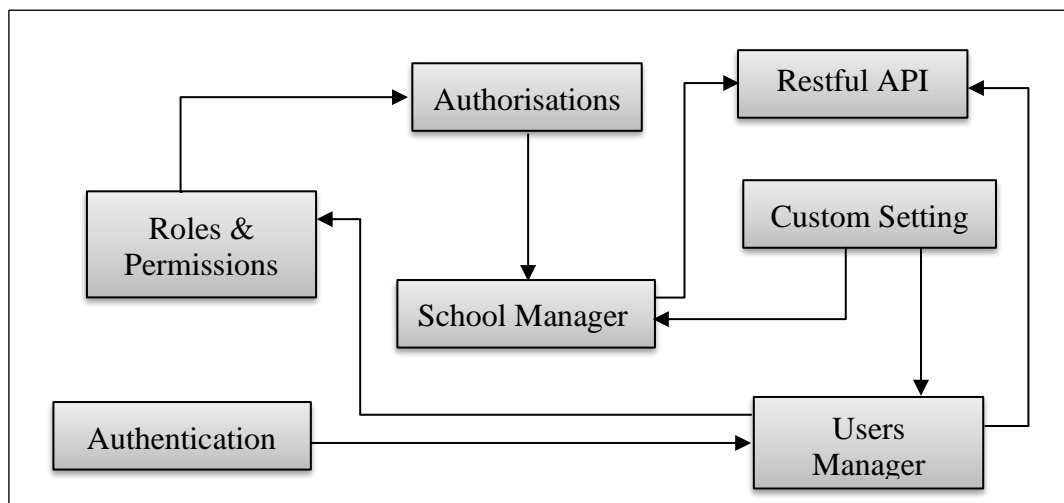 Authorisations
Restful API
Roles &
Permissions
Custom Setting
School Manager
Authentication
Users
Manager